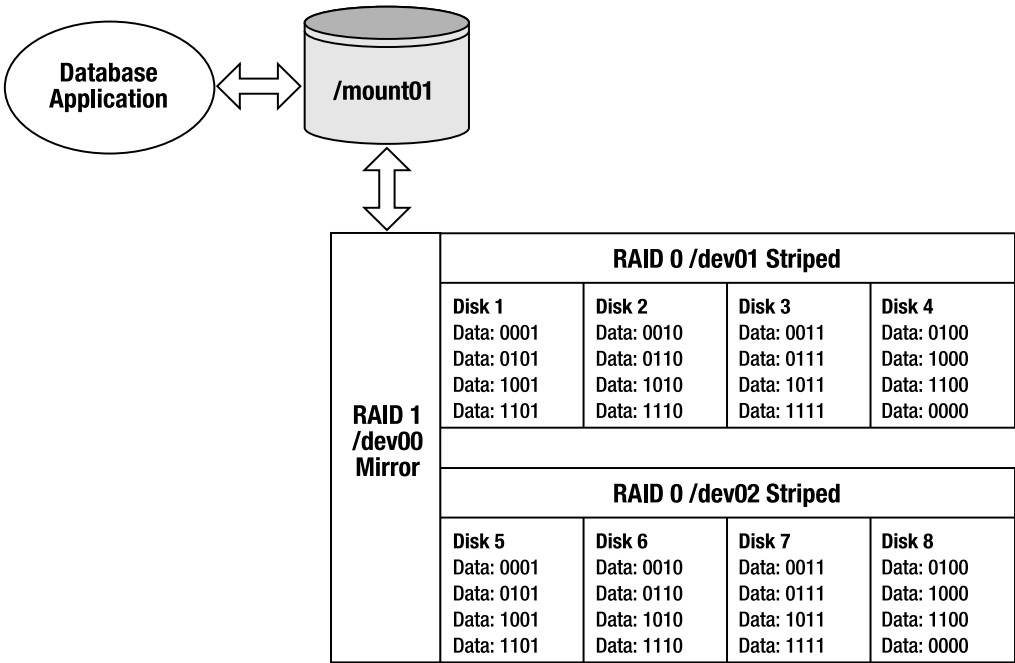 Database
Application
/mount01
RAID 1
/dev00
Mirror
RAID 0 /dev01 Striped
Disk 1
Data: 0001
Data: 0101
Data: 1001
Data: 1101
Disk 2
Data: 0010
Data: 0110
Data: 1010
Data: 1110
Disk 3
Data: 0011
Data: 0111
Data: 1011
Data: 1111
Disk 4
Data: 0100
Data: 1000
Data: 1100
Data: 0000
RAID 0 /dev02 Striped
Disk 5
Data: 0001
Data: 0101
Data: 1001
Data: 1101
Disk 6
Data: 0010
Data: 0110
Data: 1010
Data: 1110
Disk 7
Data: 0011
Data: 0111
Data: 1011
Data: 1111
Disk 8
Data: 0100
Data: 1000
Data: 1100
Data: 0000